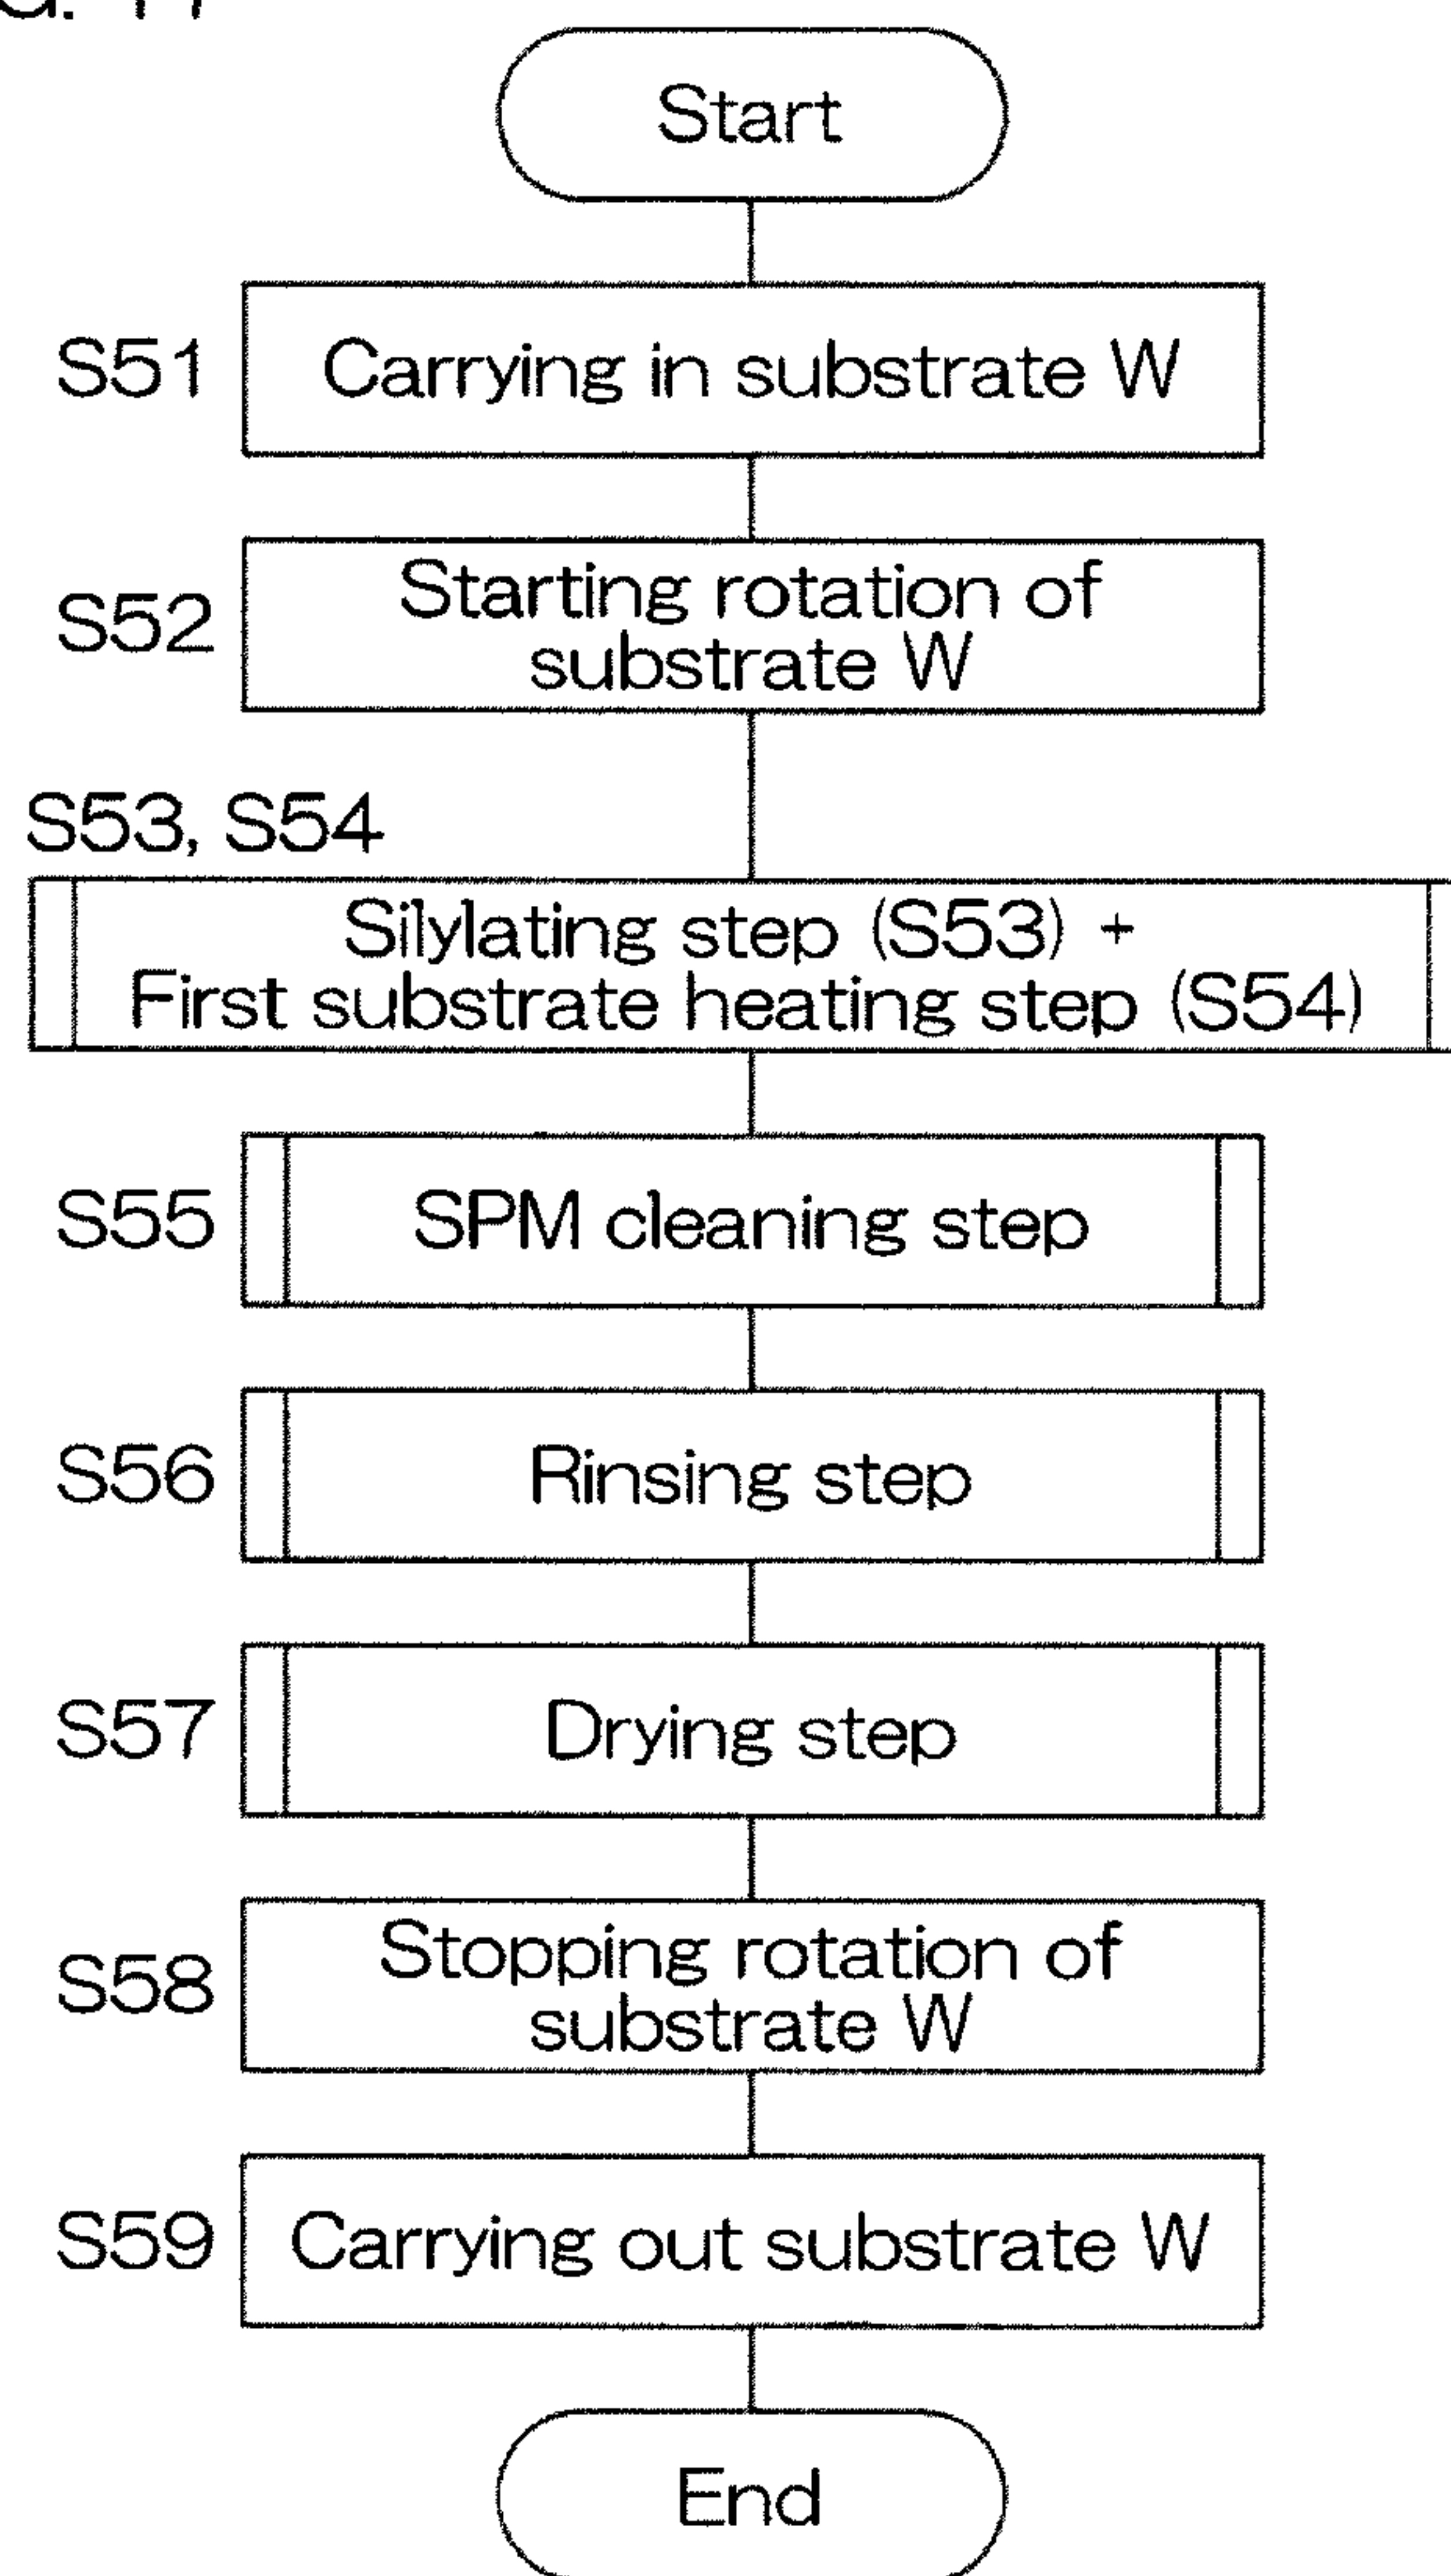 Start
S51
Carrying in substrate W
S52
Starting rotation of
substrate W
S53, S54
Silylating step (S53) +
First substrate heating step (S54)
S55
SPM cleaning step
S56
Rinsing step
S57
Drying step
S58
Stopping rotation of
substrate W
S59
Carrying out substrate W
End